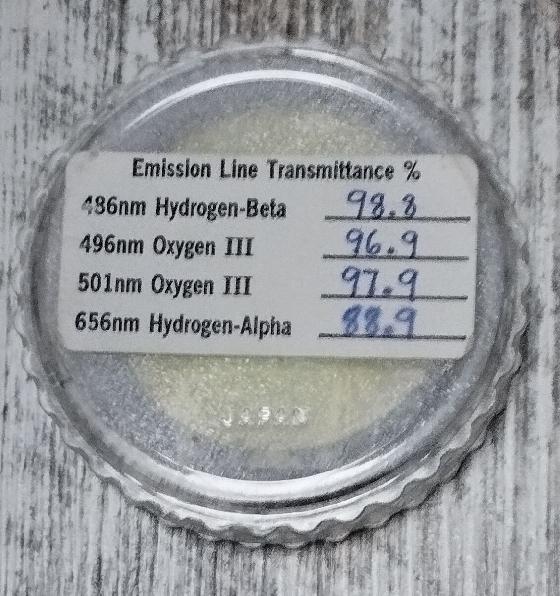 Emission Line Transmittance %
486nm Hydrogen-Beta 98.8
496nm Oxygen III 96.9
501nm Oxygen III 97.9
656nm Hydrogen-Alpha 88.9
JAPAN